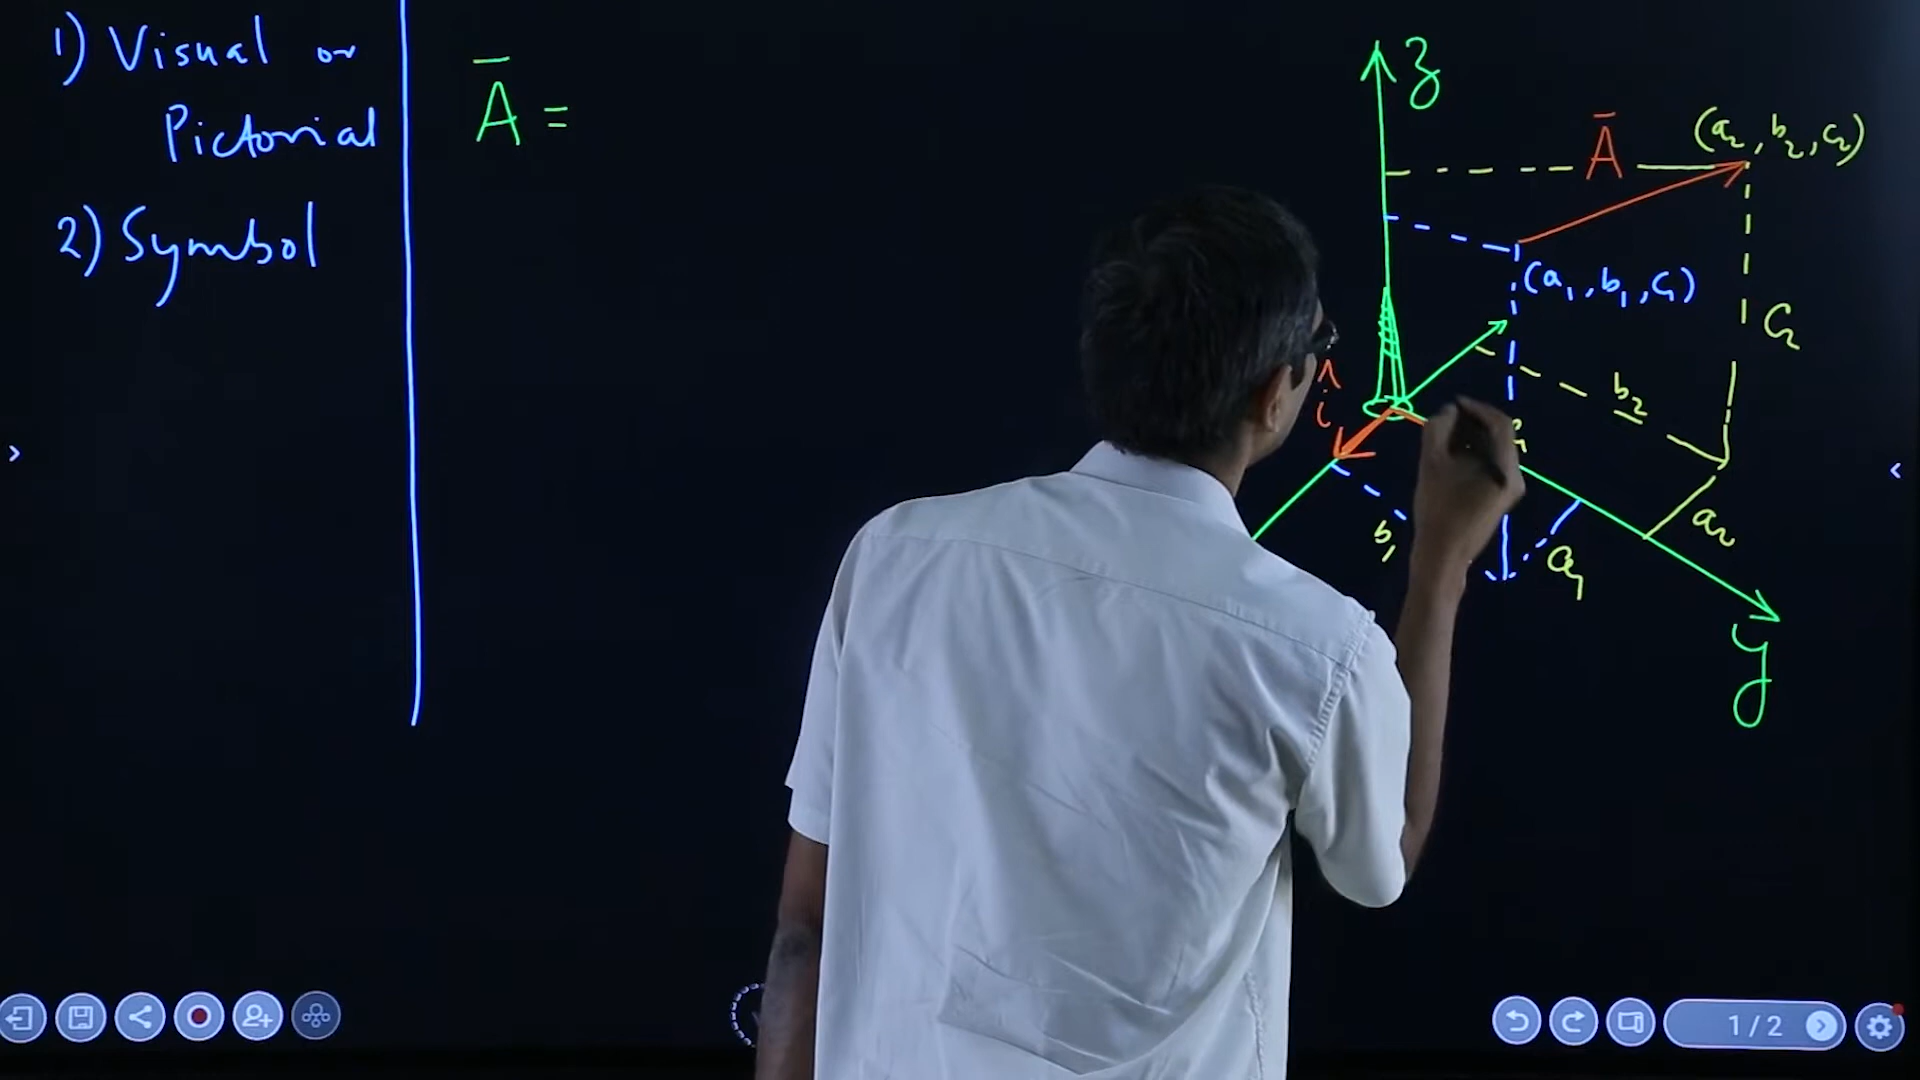 1) Visual or
Pictorial
2) Symbol
A̅ =
z
A̅
(a₂, b₂, c₂)
(a₁, b₁, c₁)
c₂
î
b₂
a₂
b₁
a₁
y
1 / 2